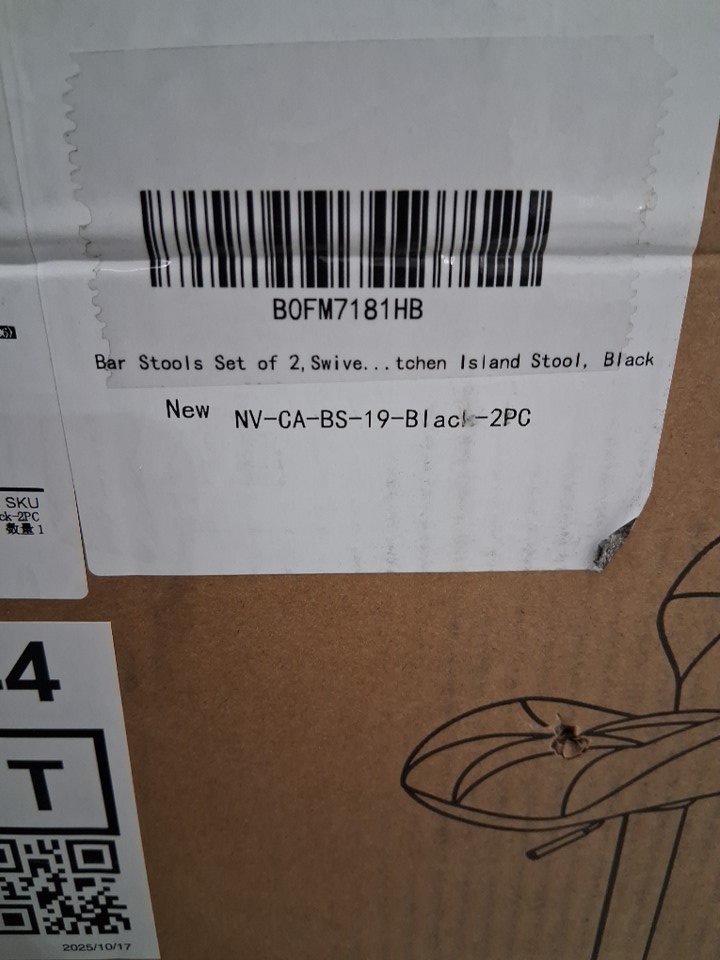 B0FM7181HB
Bar Stools Set of 2,Swive...tchen Island Stool, Black
New NV-CA-BS-19-Black-2PC
SKU
ck-2PC
数量 1
4
T
2025/10/17